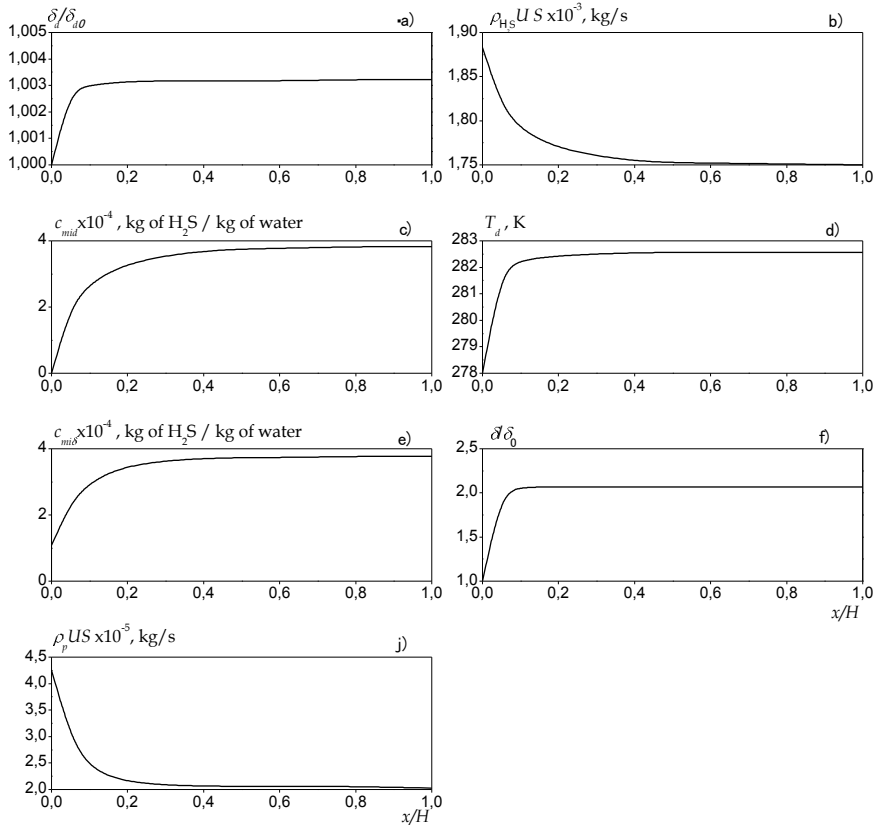 δd/δd0 •a)
1,005
1,004
1,003
1,002
1,001
1,000
0,0 0,2 0,4 0,6 0,8 1,0
ρH2S U S x10-3, kg/s b)
1,90
1,85
1,80
1,75
0,0 0,2 0,4 0,6 0,8 1,0
cmid x10-4 , kg of H2S / kg of water c)
4
2
0
0,0 0,2 0,4 0,6 0,8 1,0
Td , K d)
283
282
281
280
279
278
0,0 0,2 0,4 0,6 0,8 1,0
cmiδ x10-4 , kg of H2S / kg of water e)
4
2
0
0,0 0,2 0,4 0,6 0,8 1,0
δ/δ0 f)
2,5
2,0
1,5
1,0
0,0 0,2 0,4 0,6 0,8 1,0
x/H
ρp US x10-5, kg/s j)
4,5
4,0
3,5
3,0
2,5
2,0
0,0 0,2 0,4 0,6 0,8 1,0
x/H